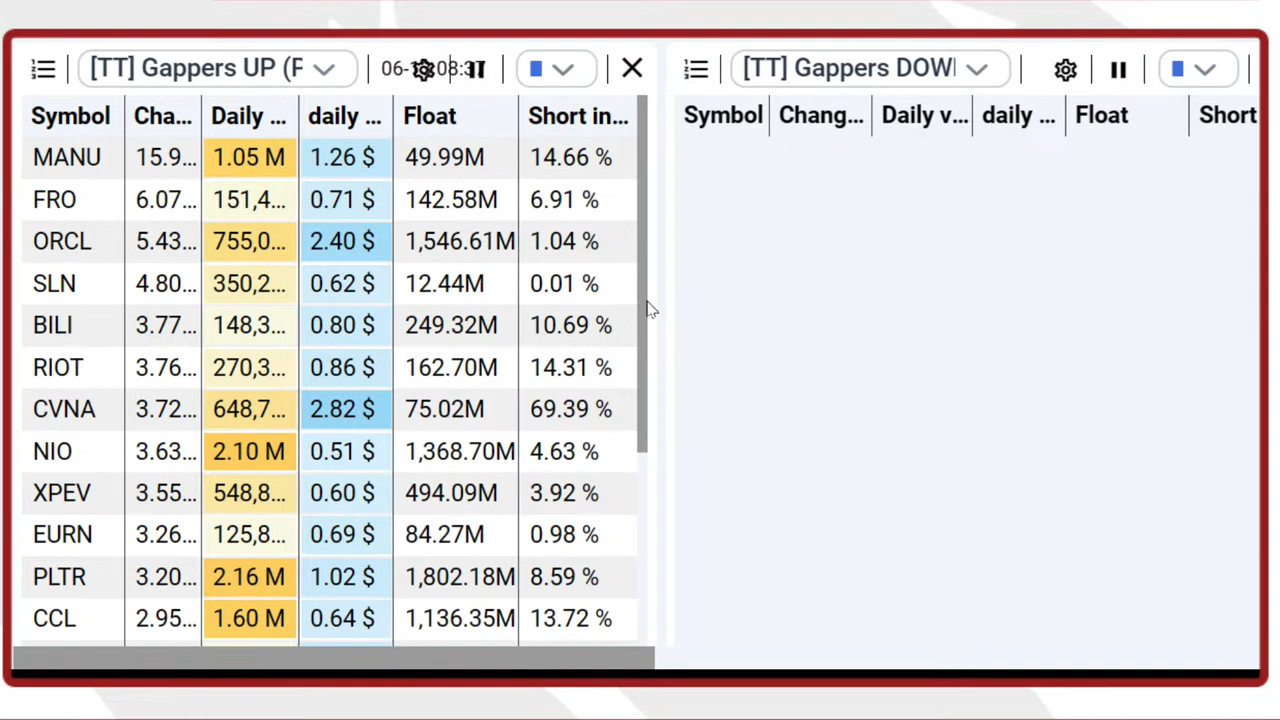 [TT] Gappers UP (P
Symbol Cha... Daily ... daily ... Float Short in...
MANU 15.9... 1.05 M 1.26 $ 49.99M 14.66 %
FRO 6.07... 151,4... 0.71 $ 142.58M 6.91 %
ORCL 5.43... 755,0... 2.40 $ 1,546.61M 1.04 %
SLN 4.80... 350,2... 0.62 $ 12.44M 0.01 %
BILI 3.77... 148,3... 0.80 $ 249.32M 10.69 %
RIOT 3.76... 270,3... 0.86 $ 162.70M 14.31 %
CVNA 3.72... 648,7... 2.82 $ 75.02M 69.39 %
NIO 3.63... 2.10 M 0.51 $ 1,368.70M 4.63 %
XPEV 3.55... 548,8... 0.60 $ 494.09M 3.92 %
EURN 3.26... 125,8... 0.69 $ 84.27M 0.98 %
PLTR 3.20... 2.16 M 1.02 $ 1,802.18M 8.59 %
CCL 2.95... 1.60 M 0.64 $ 1,136.35M 13.72 %
[TT] Gappers DOW
Symbol Chang... Daily v... daily ... Float Short